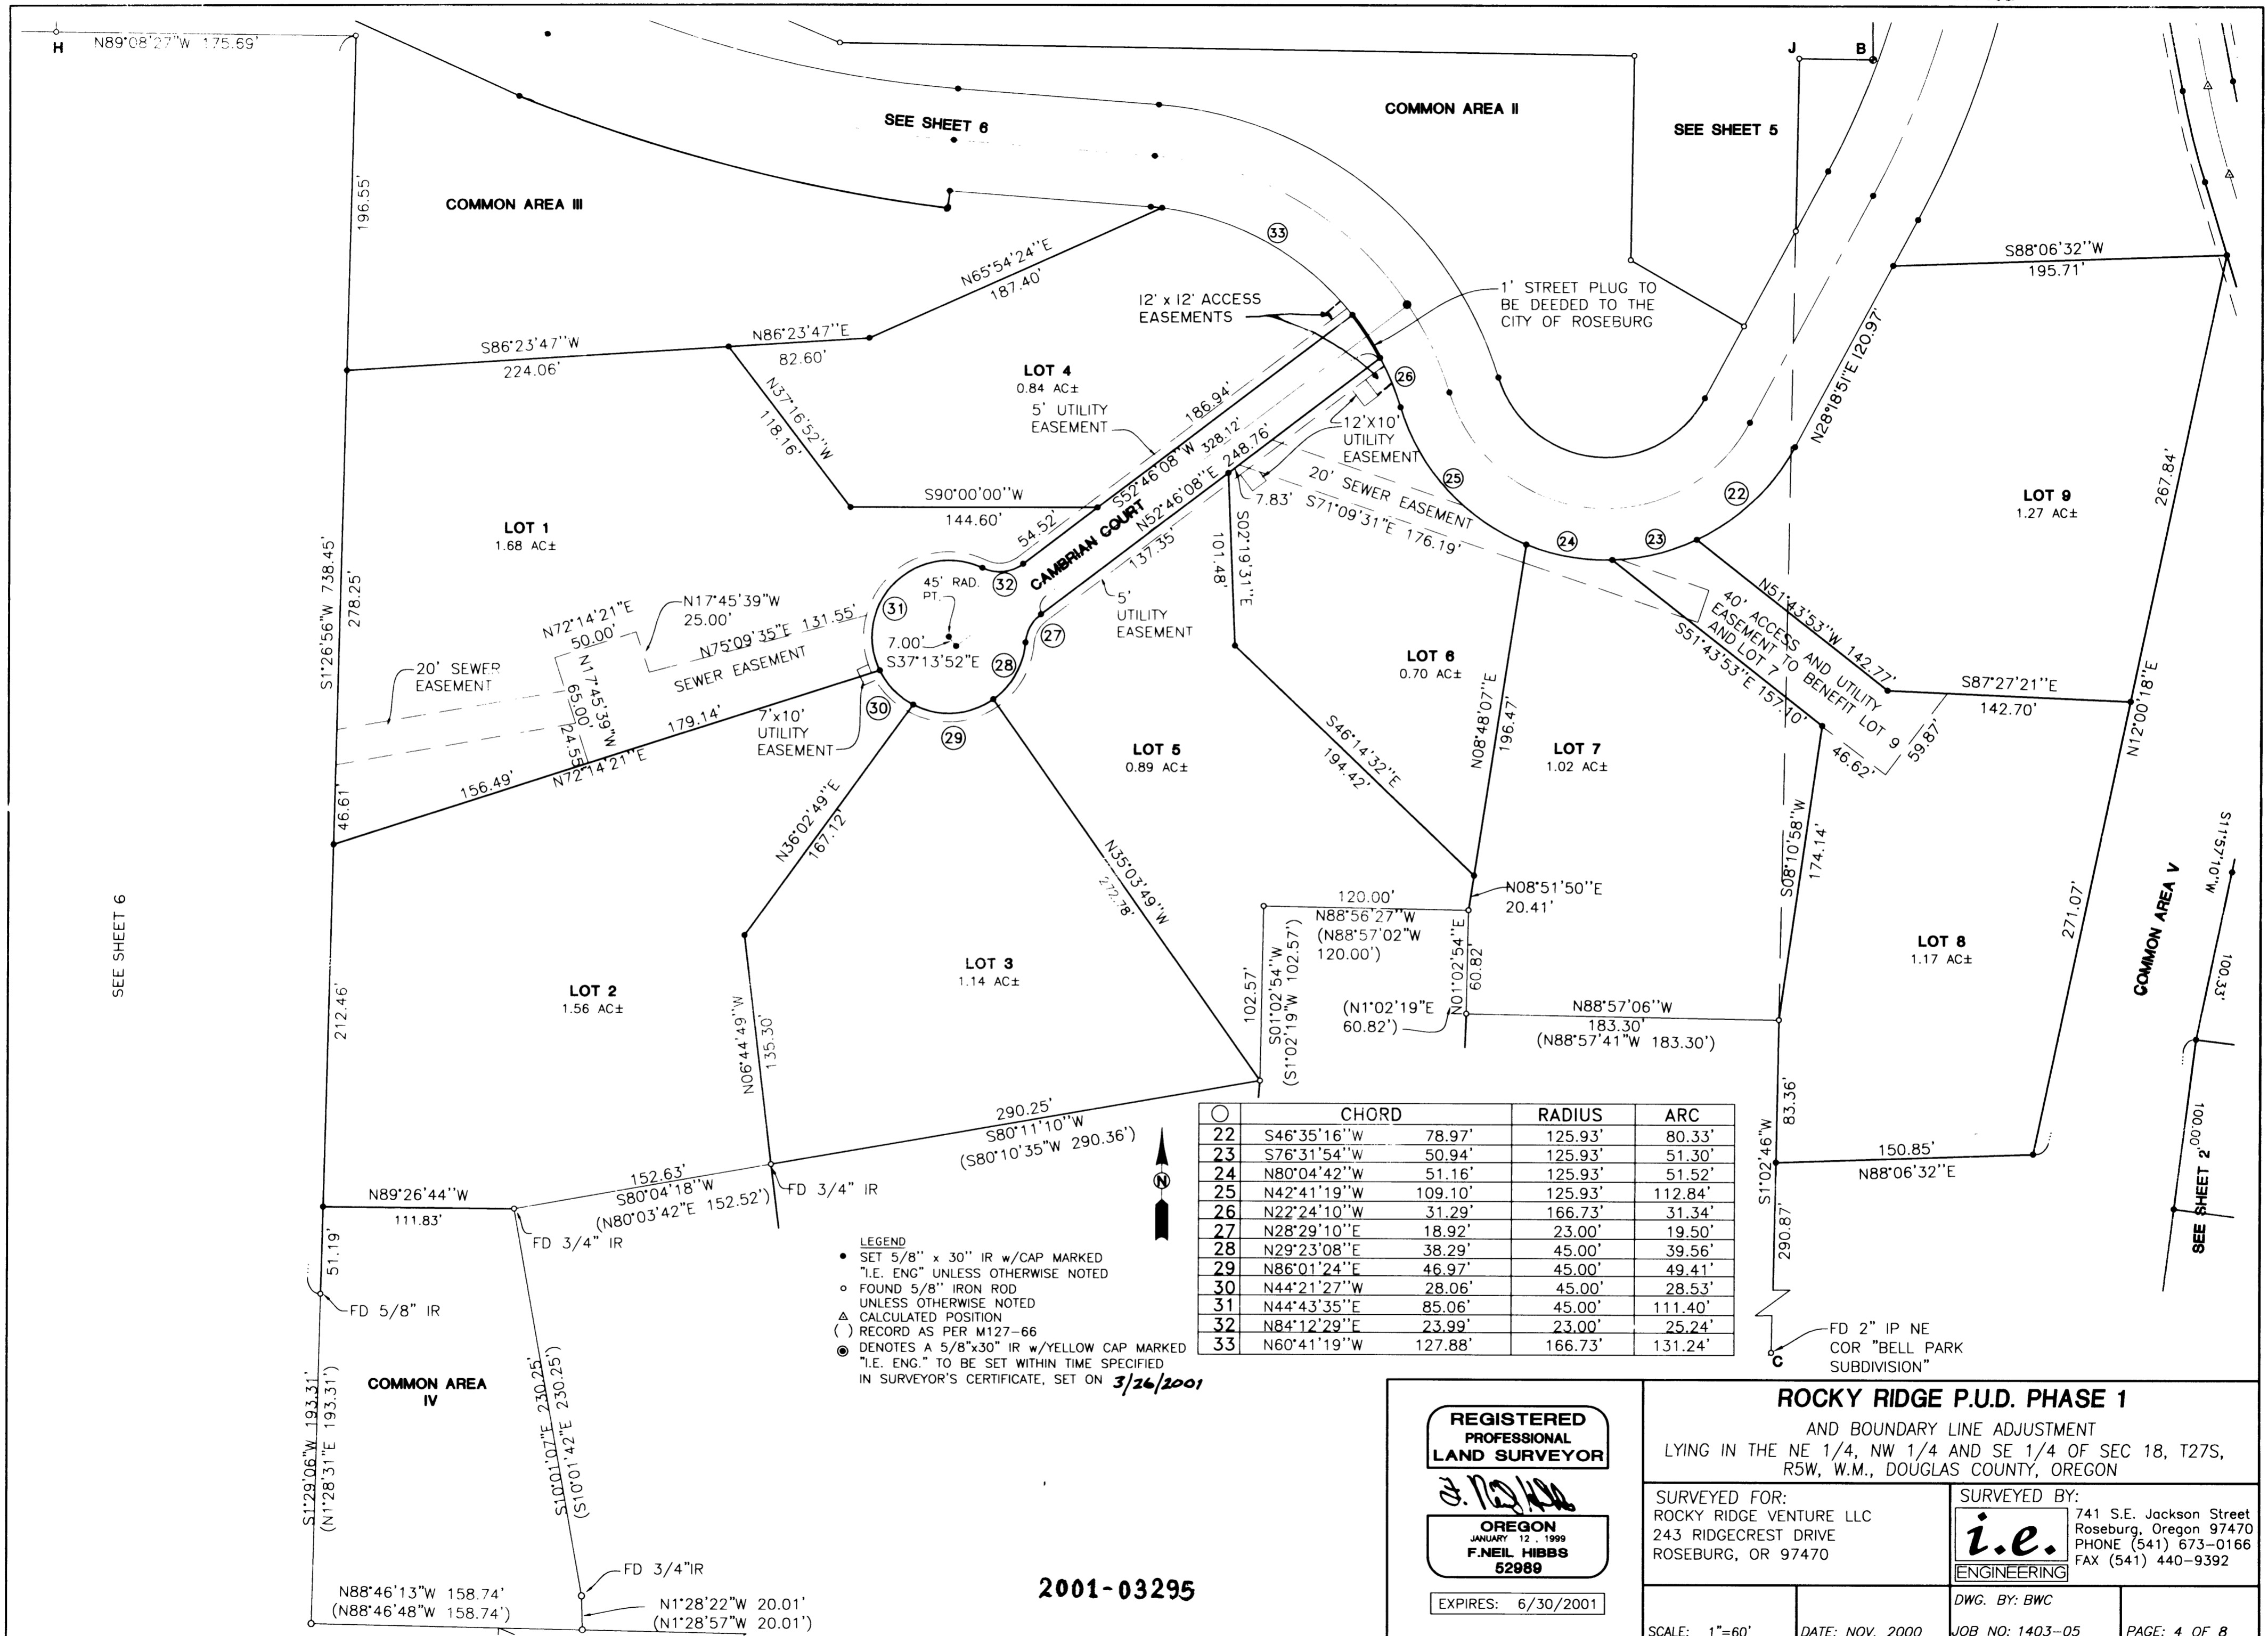 H
N89°08'27"W 175.69'
J
B
COMMON AREA II
SEE SHEET 6
SEE SHEET 5
196.55'
COMMON AREA III
33
S88°06'32"W
195.71'
N65°54'24"E
187.40'
12' x 12' ACCESS
EASEMENTS
1' STREET PLUG TO
BE DEEDED TO THE
CITY OF ROSEBURG
N28°18'51"E 120.97'
S86°23'47"W
224.06'
N86°23'47"E
82.60'
LOT 4
0.84 AC±
5' UTILITY
EASEMENT
26
186.94'
N37°16'52"W
118.16'
12'X10'
UTILITY
EASEMENT
S52°46'08"W 328.12'
N52°46'08"E 248.76'
25
20' SEWER EASEMENT
7.83'
S71°09'31"E 176.19'
22
267.84'
LOT 9
1.27 AC±
S90°00'00"W
144.60'
LOT 1
1.68 AC±
54.52'
CAMBRIAN COURT
137.35'
S02°19'31"E
101.48'
24
23
S1°26'56"W 738.45'
278.25'
45' RAD.
PT.
32
31
5'
UTILITY
EASEMENT
N51°43'53"W 142.77'
40' ACCESS AND UTILITY
EASEMENT TO BENEFIT LOT 9
AND LOT 7
S51°43'53"E 157.10'
N72°14'21"E
50.00'
N17°45'39"W
25.00'
N75°09'35"E 131.55'
SEWER EASEMENT
7.00'
S37°13'52"E
27
28
LOT 6
0.70 AC±
20' SEWER
EASEMENT
N17°45'39"W
65.00'
24.55'
S87°27'21"E
142.70'
59.87'
46.62'
N12°00'18"E
N08°48'07"E
196.47'
179.14'
7'x10'
UTILITY
EASEMENT
30
29
LOT 5
0.89 AC±
S46°14'32"E
194.42'
LOT 7
1.02 AC±
156.49'
N72°14'21"E
46.61'
N36°02'49"E
167.12'
N35°03'49"W
272.78'
S08°10'58"W
174.14'
S11°57'10"W
100.33'
COMMON AREA V
271.07'
SEE SHEET 6
120.00'
N88°56'27"W
(N88°57'02"W
120.00')
N08°51'50"E
20.41'
LOT 8
1.17 AC±
LOT 3
1.14 AC±
LOT 2
1.56 AC±
212.46'
N06°44'49"W
135.30'
102.57'
S01°02'54"W
(S1°02'19"W 102.57')
N01°02'54"E
60.82'
(N1°02'19"E
60.82')
N88°57'06"W
183.30'
(N88°57'41"W 183.30')
290.25'
S80°11'10"W
(S80°10'35"W 290.36')
83.36'
S1°02'46"W
290.87'
150.85'
N88°06'32"E
100.00'
SEE SHEET 2
N89°26'44"W
111.83'
152.63'
S80°04'18"W
(N80°03'42"E 152.52')
FD 3/4" IR
FD 3/4" IR
N
51.19'
FD 5/8" IR
CHORD RADIUS ARC
22 S46°35'16"W 78.97' 125.93' 80.33'
23 S76°31'54"W 50.94' 125.93' 51.30'
24 N80°04'42"W 51.16' 125.93' 51.52'
25 N42°41'19"W 109.10' 125.93' 112.84'
26 N22°24'10"W 31.29' 166.73' 31.34'
27 N28°29'10"E 18.92' 23.00' 19.50'
28 N29°23'08"E 38.29' 45.00' 39.56'
29 N86°01'24"E 46.97' 45.00' 49.41'
30 N44°21'27"W 28.06' 45.00' 28.53'
31 N44°43'35"E 85.06' 45.00' 111.40'
32 N84°12'29"E 23.99' 23.00' 25.24'
33 N60°41'19"W 127.88' 166.73' 131.24'
LEGEND
SET 5/8" x 30" IR w/CAP MARKED
"I.E. ENG" UNLESS OTHERWISE NOTED
FOUND 5/8" IRON ROD
UNLESS OTHERWISE NOTED
CALCULATED POSITION
( ) RECORD AS PER M127-66
DENOTES A 5/8"x30" IR w/YELLOW CAP MARKED
"I.E. ENG." TO BE SET WITHIN TIME SPECIFIED
IN SURVEYOR'S CERTIFICATE, SET ON 3/26/2001
FD 2" IP NE
COR "BELL PARK
SUBDIVISION"
C
COMMON AREA
IV
S1°29'06"W 193.31'
(N1°28'31"E 193.31')
S10°01'07"E 230.25'
(S10°01'42"E 230.25')
FD 3/4"IR
N88°46'13"W 158.74'
(N88°46'48"W 158.74')
N1°28'22"W 20.01'
(N1°28'57"W 20.01')
2001-03295
REGISTERED
PROFESSIONAL
LAND SURVEYOR
OREGON
JANUARY 12, 1999
F.NEIL HIBBS
52989
EXPIRES: 6/30/2001
ROCKY RIDGE P.U.D. PHASE 1
AND BOUNDARY LINE ADJUSTMENT
LYING IN THE NE 1/4, NW 1/4 AND SE 1/4 OF SEC 18, T27S,
R5W, W.M., DOUGLAS COUNTY, OREGON
SURVEYED FOR:
ROCKY RIDGE VENTURE LLC
243 RIDGECREST DRIVE
ROSEBURG, OR 97470
SURVEYED BY:
i.e.
ENGINEERING
741 S.E. Jackson Street
Roseburg, Oregon 97470
PHONE (541) 673-0166
FAX (541) 440-9392
SCALE: 1"=60'
DATE: NOV. 2000
DWG. BY: BWC
JOB NO: 1403-05
PAGE: 4 OF 8